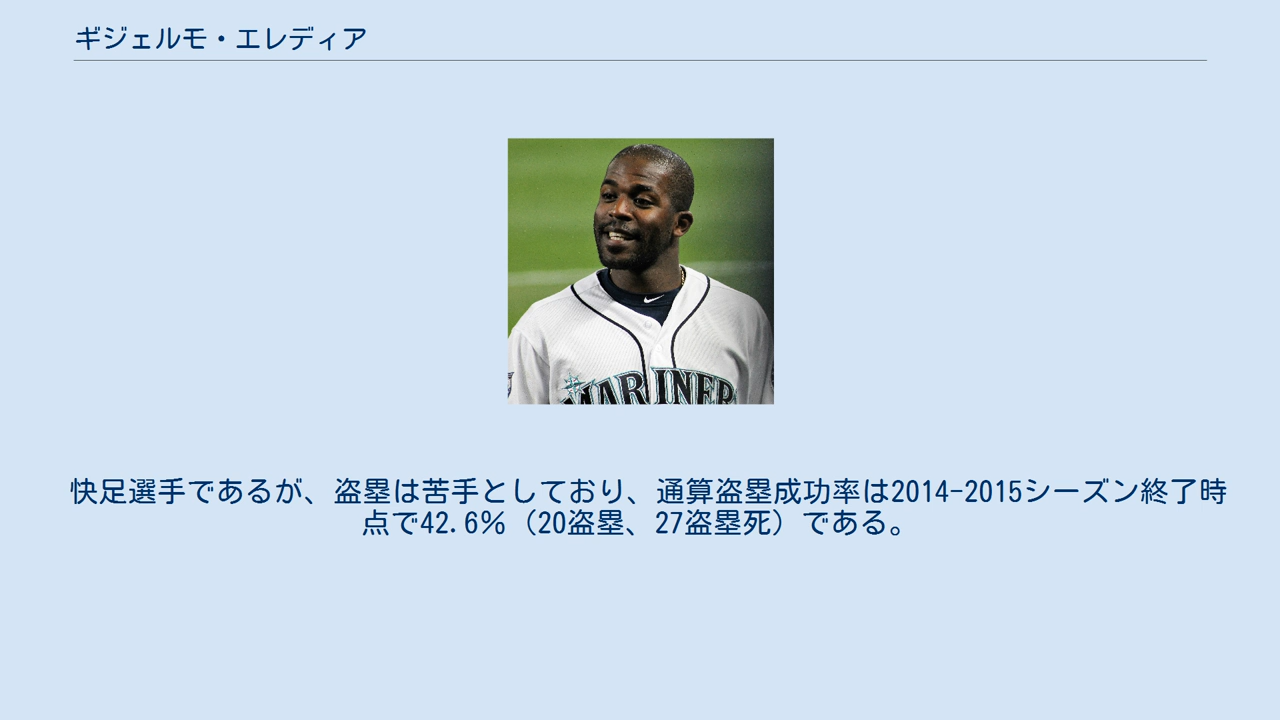 ギジェルモ・エレディア
MARINER
快足選手であるが、盗塁は苦手としており、通算盗塁成功率は2014-2015シーズン終了時
点で42.6％（20盗塁、27盗塁死）である。